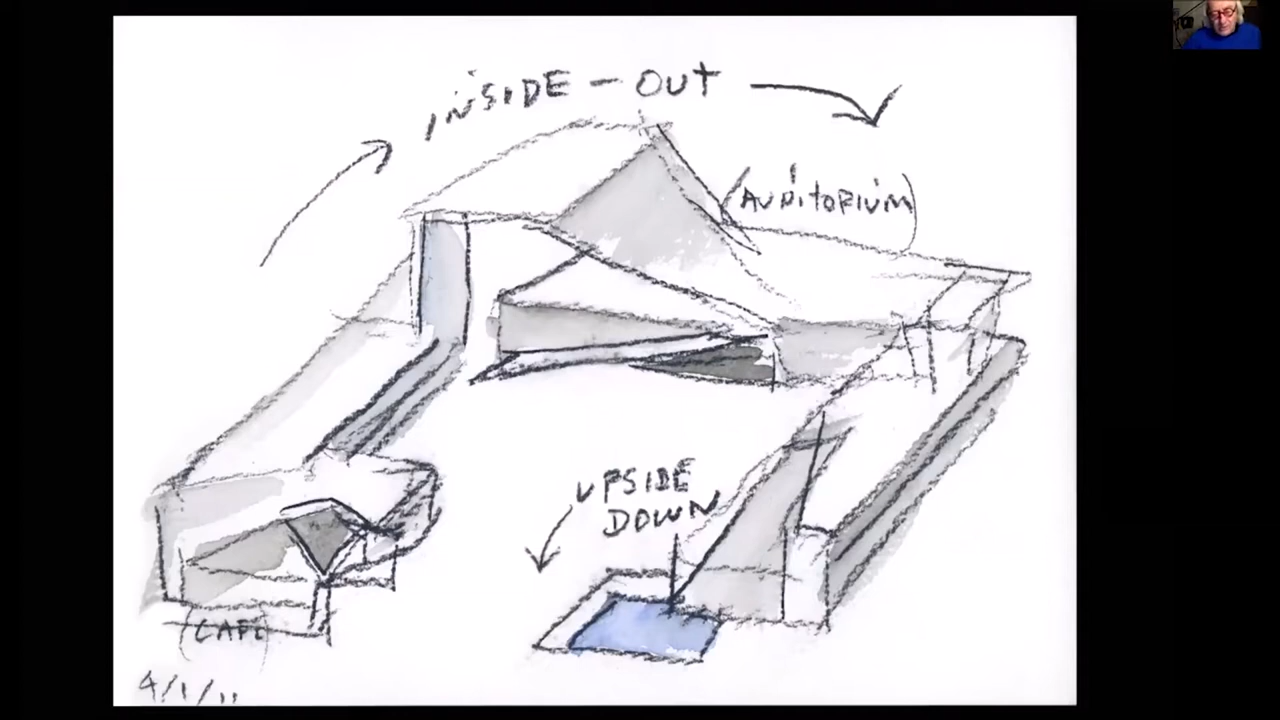 INSIDE - OUT
(AUDITORIUM)
UPSIDE
DOWN
(CAFE)
4/1/11